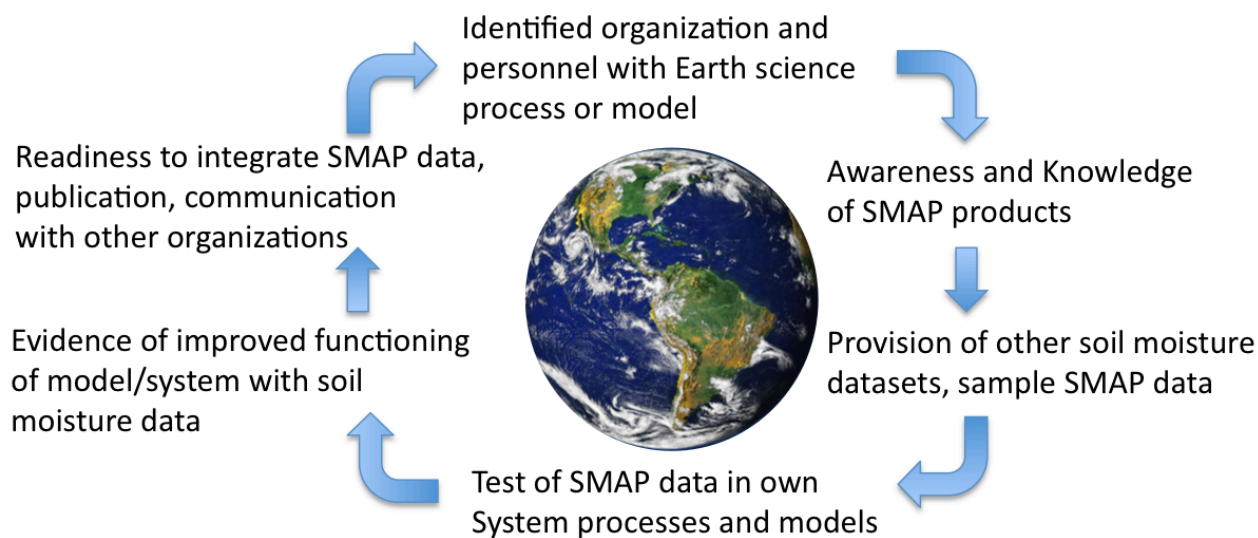 Identified organization and
personnel with Earth science
process or model
Awareness and Knowledge
of SMAP products
Provision of other soil moisture
datasets, sample SMAP data
Test of SMAP data in own
System processes and models
Evidence of improved functioning
of model/system with soil
moisture data
Readiness to integrate SMAP data,
publication, communication
with other organizations